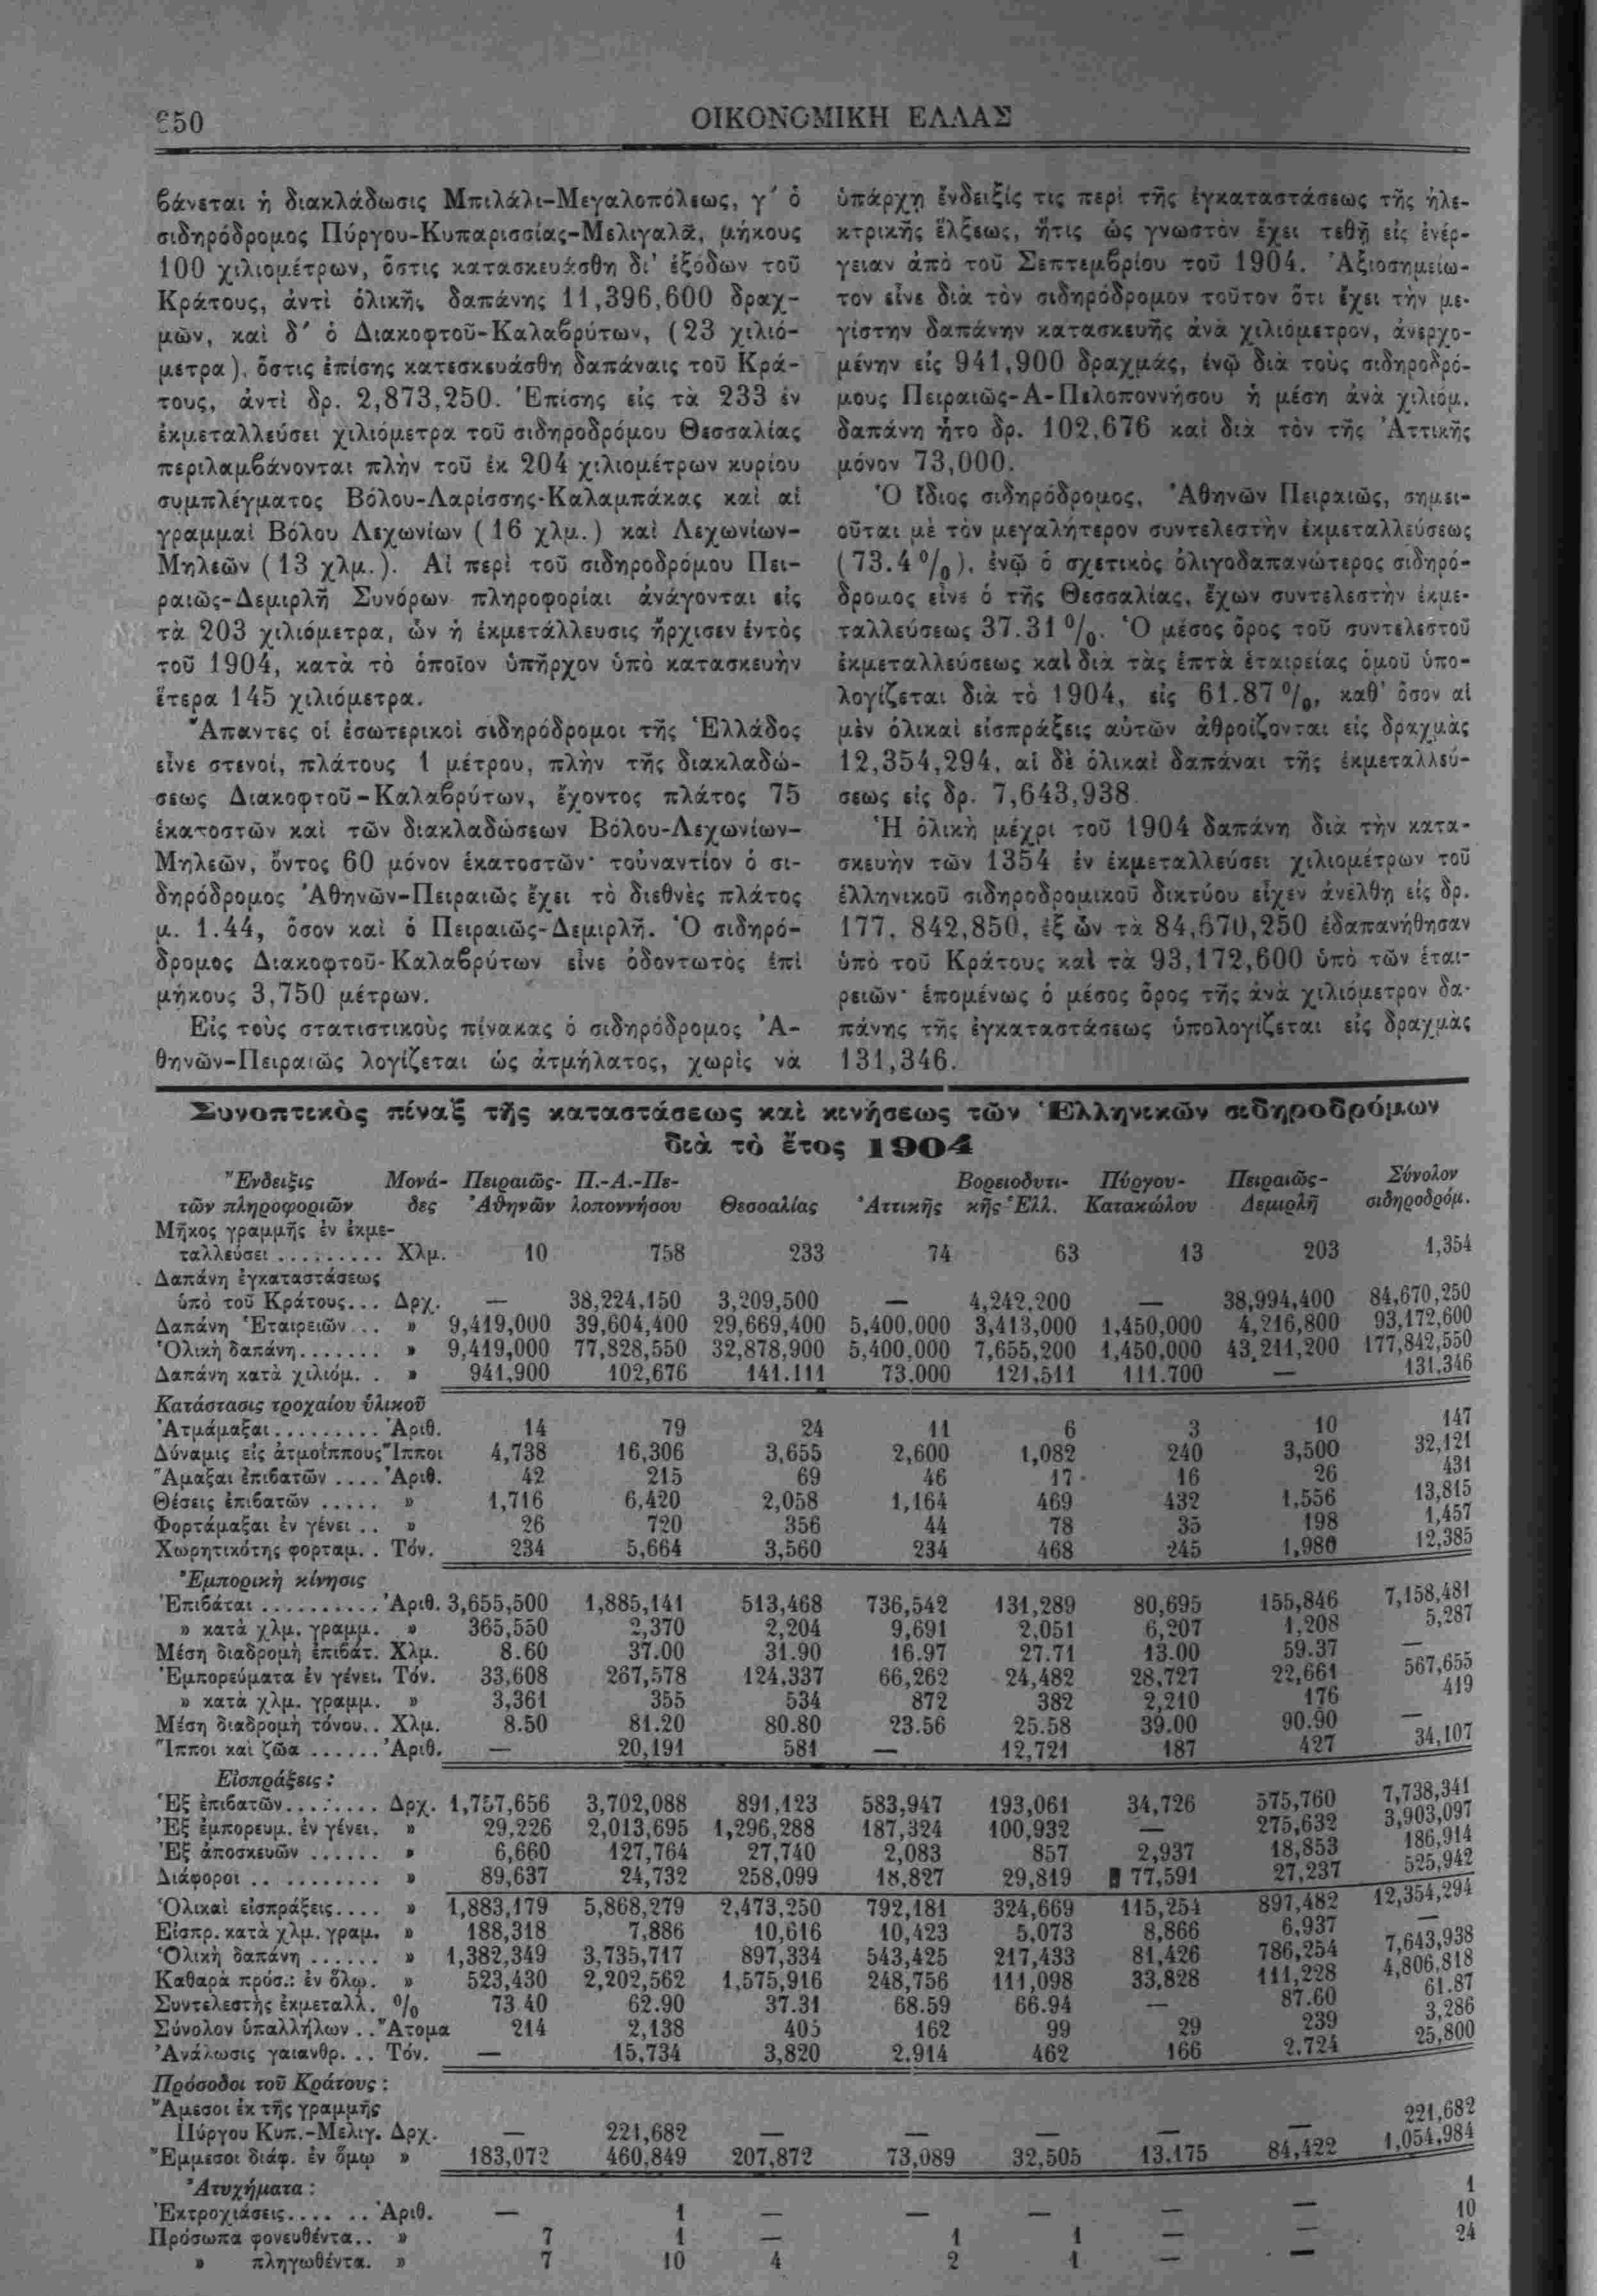 250
ΟΙΚΟΝΟΜΙΚΗ ΕΛΛΑΣ
βάνεται ἡ διακλάδωσις Μπιλάλι-Μεγαλοπόλεως, γ΄ ὁ
σιδηρόδρομος Πύργου-Κυπαρισσίας-Μελιγαλᾶ, μήκους
100 χιλιομέτρων, ὅστις κατασκευάσθη δι' ἐξόδων τοῦ
Κράτους, ἀντὶ ὁλικῆς δαπάνης 11,396,600 δραχ-
μῶν, καὶ δ΄ ὁ Διακοφτοῦ-Καλαβρύτων, (23 χιλιό-
μετρα), ὅστις ἐπίσης κατεσκευάσθη δαπάναις τοῦ Κρά-
τους, ἀντὶ δρ. 2,873,250. Ἐπίσης εἰς τὰ 233 ἐν
ἐκμεταλλεύσει χιλιόμετρα τοῦ σιδηροδρόμου Θεσσαλίας
περιλαμβάνονται πλὴν τοῦ ἐκ 204 χιλιομέτρων κυρίου
συμπλέγματος Βόλου-Λαρίσσης-Καλαμπάκας καὶ αἱ
γραμμαὶ Βόλου Λεχωνίων (16 χλμ.) καὶ Λεχωνίων-
Μηλεῶν (13 χλμ.). Αἱ περὶ τοῦ σιδηροδρόμου Πει-
ραιῶς-Δεμιρλῆ Συνόρων πληροφορίαι ἀνάγονται εἰς
τὰ 203 χιλιόμετρα, ὧν ἡ ἐκμετάλλευσις ἤρχισεν ἐντὸς
τοῦ 1904, κατὰ τὸ ὁποῖον ὑπῆρχον ὑπὸ κατασκευὴν
ἕτερα 145 χιλιόμετρα.
Ἅπαντες οἱ ἐσωτερικοὶ σιδηρόδρομοι τῆς Ἑλλάδος
εἶνε στενοί, πλάτους 1 μέτρου, πλὴν τῆς διακλαδώ-
σεως Διακοφτοῦ-Καλαβρύτων, ἔχοντος πλάτος 75
ἑκατοστῶν καὶ τῶν διακλαδώσεων Βόλου-Λεχωνίων-
Μηλεῶν, ὄντος 60 μόνον ἑκατοστῶν· τοὐναντίον ὁ σι-
δηρόδρομος Ἀθηνῶν-Πειραιῶς ἔχει τὸ διεθνὲς πλάτος
μ. 1.44, ὅσον καὶ ὁ Πειραιῶς-Δεμιρλῆ. Ὁ σιδηρό-
δρομος Διακοφτοῦ-Καλαβρύτων εἶνε ὀδοντωτὸς ἐπὶ
μήκους 3,750 μέτρων.
Εἰς τοὺς στατιστικοὺς πίνακας ὁ σιδηρόδρομος Ἀ-
θηνῶν-Πειραιῶς λογίζεται ὡς ἀτμήλατος, χωρὶς νὰ
ὑπάρχῃ ἔνδειξίς τις περὶ τῆς ἐγκαταστάσεως τῆς ἠλε-
κτρικῆς ἕλξεως, ἥτις ὡς γνωστὸν ἔχει τεθῆ εἰς ἐνέρ-
γειαν ἀπὸ τοῦ Σεπτεμβρίου τοῦ 1904. Ἀξιοσημείω-
τον εἶνε διὰ τὸν σιδηρόδρομον τοῦτον ὅτι ἔχει τὴν με-
γίστην δαπάνην κατασκευῆς ἀνὰ χιλιόμετρον, ἀνερχο-
μένην εἰς 941,900 δραχμάς, ἐνῷ διὰ τοὺς σιδηροδρό-
μους Πειραιῶς-Α-Πελοποννήσου ἡ μέση ἀνὰ χιλιόμ.
δαπάνη ἦτο δρ. 102,676 καὶ διὰ τὸν τῆς Ἀττικῆς
μόνον 73,000.
Ὁ ἴδιος σιδηρόδρομος, Ἀθηνῶν Πειραιῶς, σημει-
οῦται μὲ τὸν μεγαλήτερον συντελεστὴν ἐκμεταλλεύσεως
(73.4 %), ἐνῷ ὁ σχετικὸς ὀλιγοδαπανώτερος σιδηρό-
δρομος εἶνε ὁ τῆς Θεσσαλίας, ἔχων συντελεστὴν ἐκμε-
ταλλεύσεως 37.31 %. Ὁ μέσος ὅρος τοῦ συντελεστοῦ
ἐκμεταλλεύσεως καὶ διὰ τὰς ἑπτὰ ἑταιρείας ὁμοῦ ὑπο-
λογίζεται διὰ τὸ 1904, εἰς 61.87 %, καθ' ὅσον αἱ
μὲν ὁλικαὶ εἰσπράξεις αὐτῶν ἀθροίζονται εἰς δραχμὰς
12,354,294, αἱ δὲ ὁλικαὶ δαπάναι τῆς ἐκμεταλλεύ-
σεως εἰς δρ. 7,643,938
Ἡ ὁλικὴ μέχρι τοῦ 1904 δαπάνη διὰ τὴν κατα-
σκευὴν τῶν 1354 ἐν ἐκμεταλλεύσει χιλιομέτρων τοῦ
ἑλληνικοῦ σιδηροδρομικοῦ δικτύου εἶχεν ἀνέλθῃ εἰς δρ.
177,842,850, ἐξ ὧν τὰ 84,670,250 ἐδαπανήθησαν
ὑπὸ τοῦ Κράτους καὶ τὰ 93,172,600 ὑπὸ τῶν ἑται-
ρειῶν· ἑπομένως ὁ μέσος ὅρος τῆς ἀνὰ χιλιόμετρον δα-
πάνης τῆς ἐγκαταστάσεως ὑπολογίζεται εἰς δραχμὰς
131,346.
Συνοπτικὸς πίναξ τῆς καταστάσεως καὶ κινήσεως τῶν Ἑλληνικῶν σιδηροδρόμων
διὰ τὸ ἔτος 1904
Ἔνδειξις Μονά- Πειραιῶς- Π.-Α.-Πε- Βορειοδυτι- Πύργου- Πειραιῶς- Σύνολον
τῶν πληροφοριῶν δες Ἀθηνῶν λοποννήσου Θεσσαλίας Ἀττικῆς κῆς Ἑλλ. Κατακώλου Δεμιρλῆ σιδηροδρόμ.
Μῆκος γραμμῆς ἐν ἐκμε-
ταλλεύσει .......... Χλμ. 10 758 233 74 63 13 203 1,354
Δαπάνη ἐγκαταστάσεως
ὑπὸ τοῦ Κράτους... Δρχ. — 38,224,150 3,209,500 — 4,242,200 — 38,994,400 84,670,250
Δαπάνη Ἑταιρειῶν... » 9,419,000 39,604,400 29,669,400 5,400,000 3,413,000 1,450,000 4,216,800 93,172,600
Ὁλικὴ δαπάνη....... » 9,419,000 77,828,550 32,878,900 5,400,000 7,655,200 1,450,000 43,211,200 177,842,550
Δαπάνη κατὰ χιλιόμ. . » 941,900 102,676 141.111 73,000 121,511 111.700 — 131,346
Κατάστασις τροχαίου ὑλικοῦ
Ἀτμάμαξαι......... Ἀριθ. 14 79 24 11 6 3 10 147
Δύναμις εἰς ἀτμοΐππους Ἵπποι 4,738 16,306 3,655 2,600 1,082 240 3,500 32,121
Ἅμαξαι ἐπιβατῶν .... Ἀριθ. 42 215 69 46 17 16 26 431
Θέσεις ἐπιβατῶν ..... » 1,716 6,420 2,058 1,164 469 432 1,556 13,815
Φορτάμαξαι ἐν γένει .. » 26 720 356 44 78 35 198 1,457
Χωρητικότης φορταμ. . Τόν. 234 5,664 3,560 234 468 245 1,980 12,385
Ἐμπορικὴ κίνησις
Ἐπιβάται .......... Ἀριθ. 3,655,500 1,885,141 513,468 736,542 131,289 80,695 155,846 7,158,481
» κατὰ χλμ. γραμμ. » 365,550 2,370 2,204 9,691 2,051 6,207 1,208 5,287
Μέση διαδρομὴ ἐπιβάτ. Χλμ. 8.60 37.00 31.90 16.97 27.71 13.00 59.37 —
Ἐμπορεύματα ἐν γένει. Τόν. 33,608 267,578 124,337 66,262 24,482 28,727 22,661 567,655
» κατὰ χλμ. γραμμ. » 3,361 355 534 872 382 2,210 176 419
Μέση διαδρομὴ τόνου.. Χλμ. 8.50 81.20 80.80 23.56 25.58 39.00 90.90 —
Ἵπποι καὶ ζῶα ...... Ἀριθ. — 20,191 581 — 12,721 187 427 34,107
Εἰσπράξεις :
Ἐξ ἐπιβατῶν......... Δρχ. 1,757,656 3,702,088 891,123 583,947 193,061 34,726 575,760 7,738,341
Ἐξ ἐμπορευμ. ἐν γένει. » 29,226 2,013,695 1,296,288 187,324 100,932 — 275,632 3,903,097
Ἐξ ἀποσκευῶν ...... » 6,660 127,764 27,740 2,083 857 2,937 18,853 186,914
Διάφοροι .. ......... » 89,637 24,732 258,099 18,827 29,819 77,591 27,237 525,942
Ὁλικαὶ εἰσπράξεις.... » 1,883,179 5,868,279 2,473,250 792,181 324,669 115,254 897,482 12,354,294
Εἰσπρ. κατὰ χλμ. γραμ. » 188,318 7,886 10,616 10,423 5,073 8,866 6,937 —
Ὁλικὴ δαπάνη ...... » 1,382,349 3,735,717 897,334 543,425 217,433 81,426 786,254 7,643,938
Καθαρὰ πρόσ.: ἐν ὅλῳ. » 523,430 2,202,562 1,575,916 248,756 111,098 33,828 111,228 4,806,818
Συντελεστὴς ἐκμεταλλ. % 73 40 62.90 37.31 68.59 66.94 — 87.60 61.87
Σύνολον ὑπαλλήλων .. Ἄτομα 214 2,138 405 162 99 29 239 3,286
Ἀνάλωσις γαιανθρ. ... Τόν. — 15,734 3,820 2.914 462 166 2,724 25,800
Πρόσοδοι τοῦ Κράτους :
Ἄμεσοι ἐκ τῆς γραμμῆς
Πύργου Κυπ.-Μελιγ. Δρχ. — 221,682 — — — — — 221,682
Ἔμμεσοι διάφ. ἐν ὅμῳ » 183,072 460,849 207,872 73,089 32,505 13,175 84,422 1,054,984
Ἀτυχήματα :
Ἐκτροχιάσεις.... .. Ἀριθ. — 1 — — — — — 1
Πρόσωπα φονευθέντα.. » 7 1 — 1 1 — — 10
» πληγωθέντα. » 7 10 4 2 1 — — 24